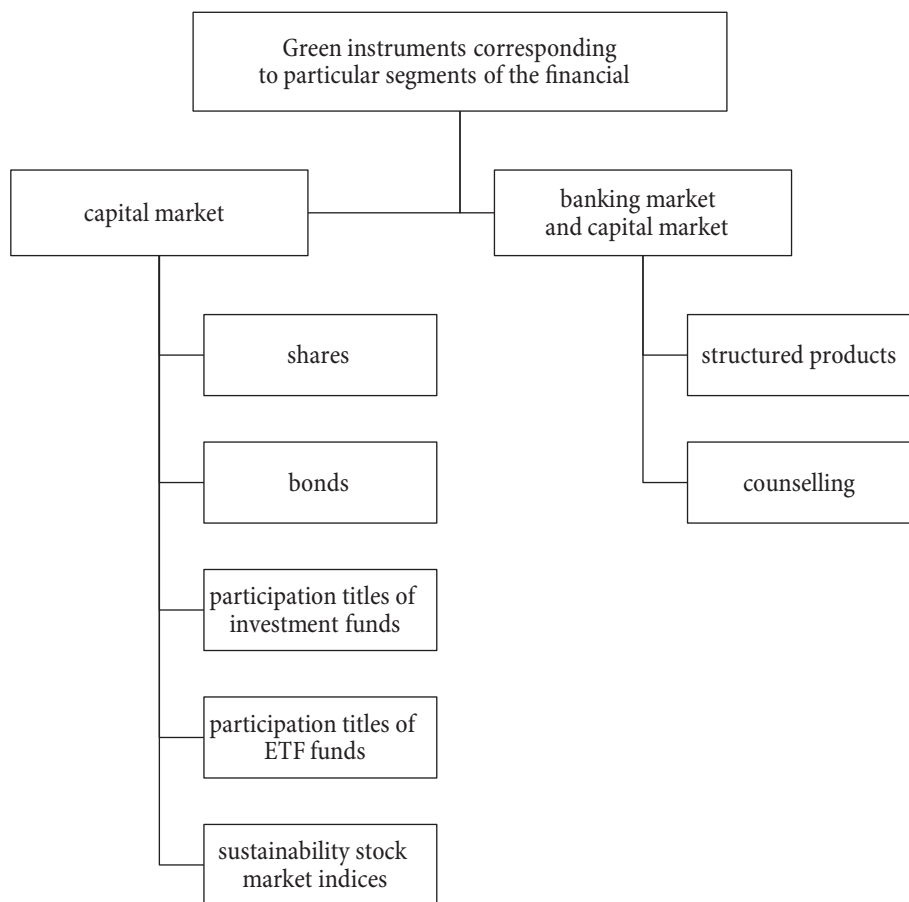 Green instruments corresponding
to particular segments of the financial
capital market
banking market
and capital market
shares
structured products
bonds
counselling
participation titles of
investment funds
participation titles of
ETF funds
sustainability stock
market indices